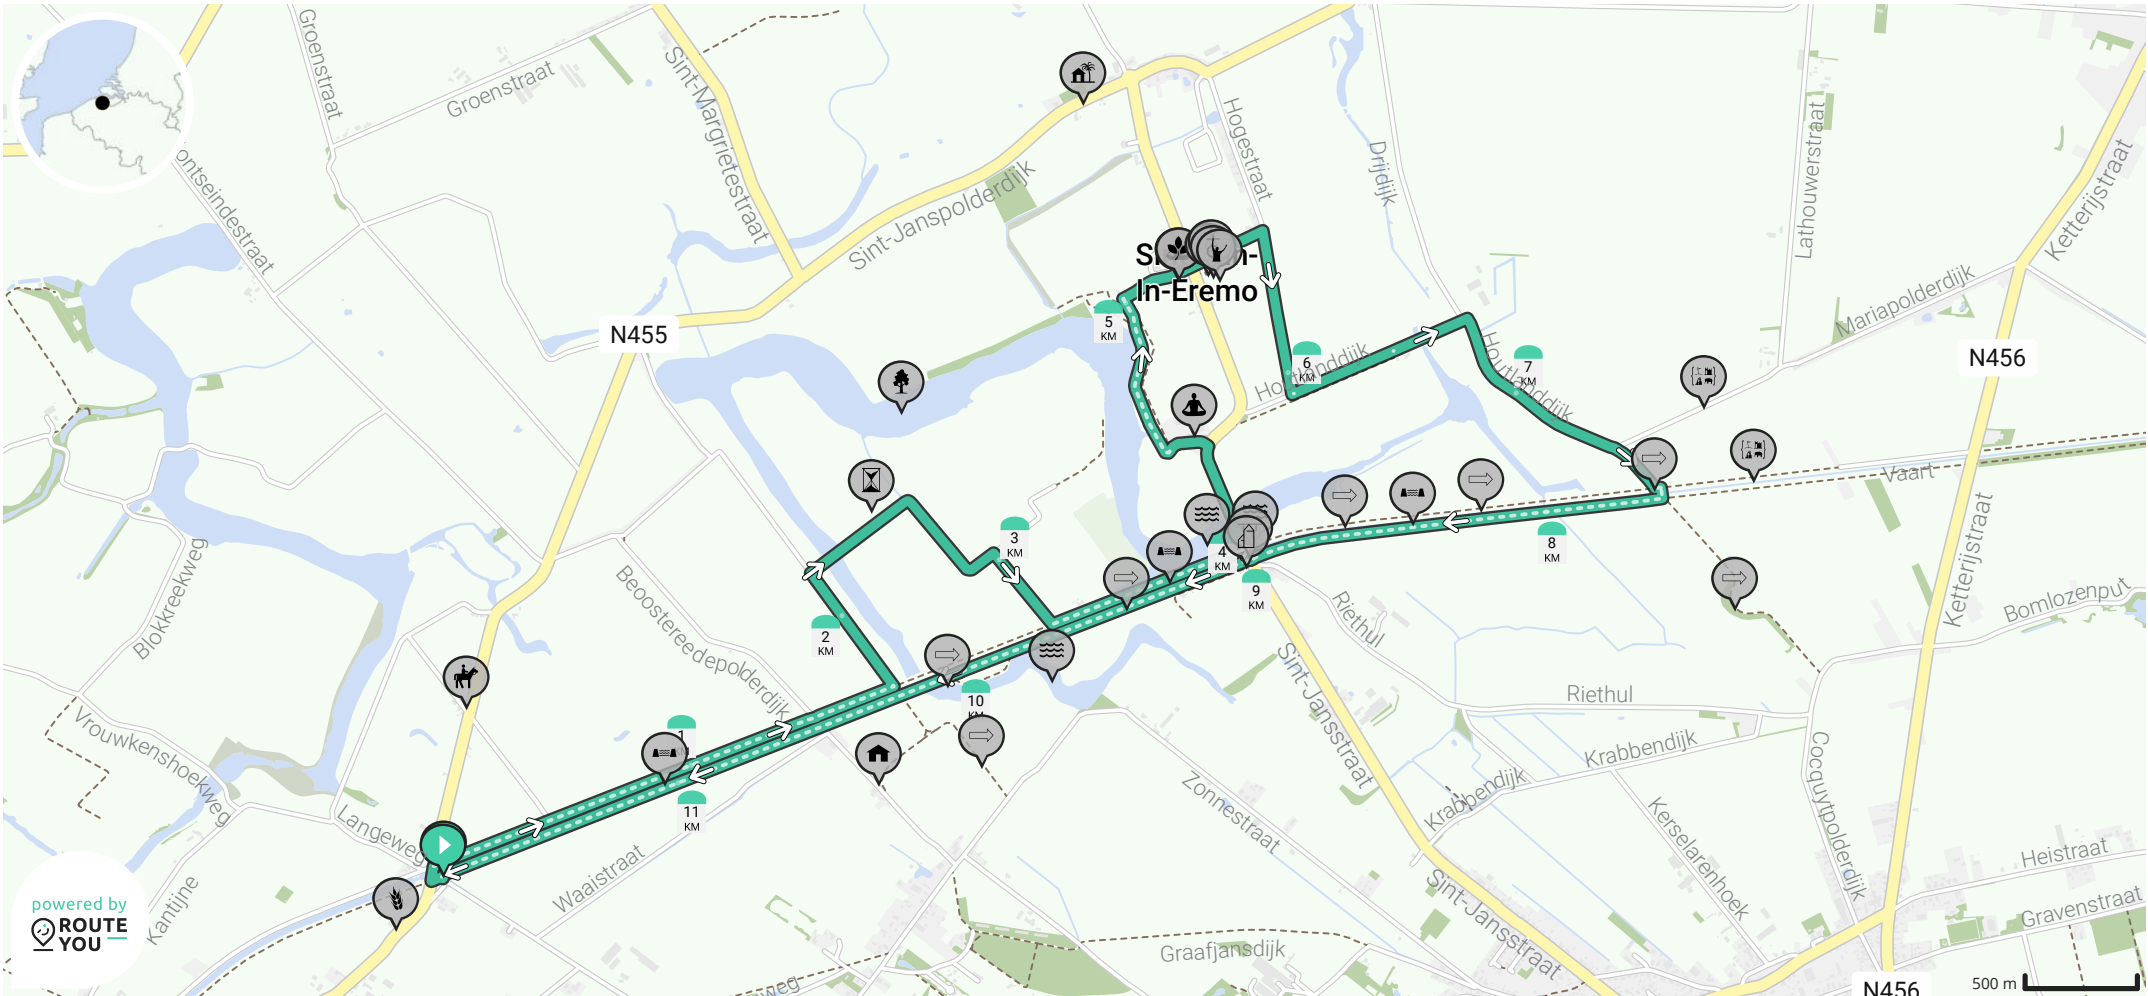 Groenstraat
Groenstraat
Sint-Margrietestraat
Hogestraat
Drijdijk
Lathouwerstraat
Ketterijstraat
ontseindestraat
Sint-Janspolderdijk
In-Eremo
Mariapolderdijk
N455
5
KM
N456
6
KM
7
KM
Houtlanddijk
Vaart
3
KM
4
KM
8
KM
9
KM
Blokkreekweg
Beoostereedepolderdijk
2
KM
Riethul
Ketterijstraat
Bomlozenput
Riethul
Sint-Jansstraat
10
KM
Krabbendijk
Krabbendijk
Vrouwkenshoekweg
1
11
KM
Zonnestraat
Kerselarenhoek
Cocquytpolderdijk
Langeweg
Waaistraat
Heistraat
Kantijne
Sint-Jansstraat
Gravenstraat
Graafjansdijk
powered by
ROUTE
YOU
500 m
N456